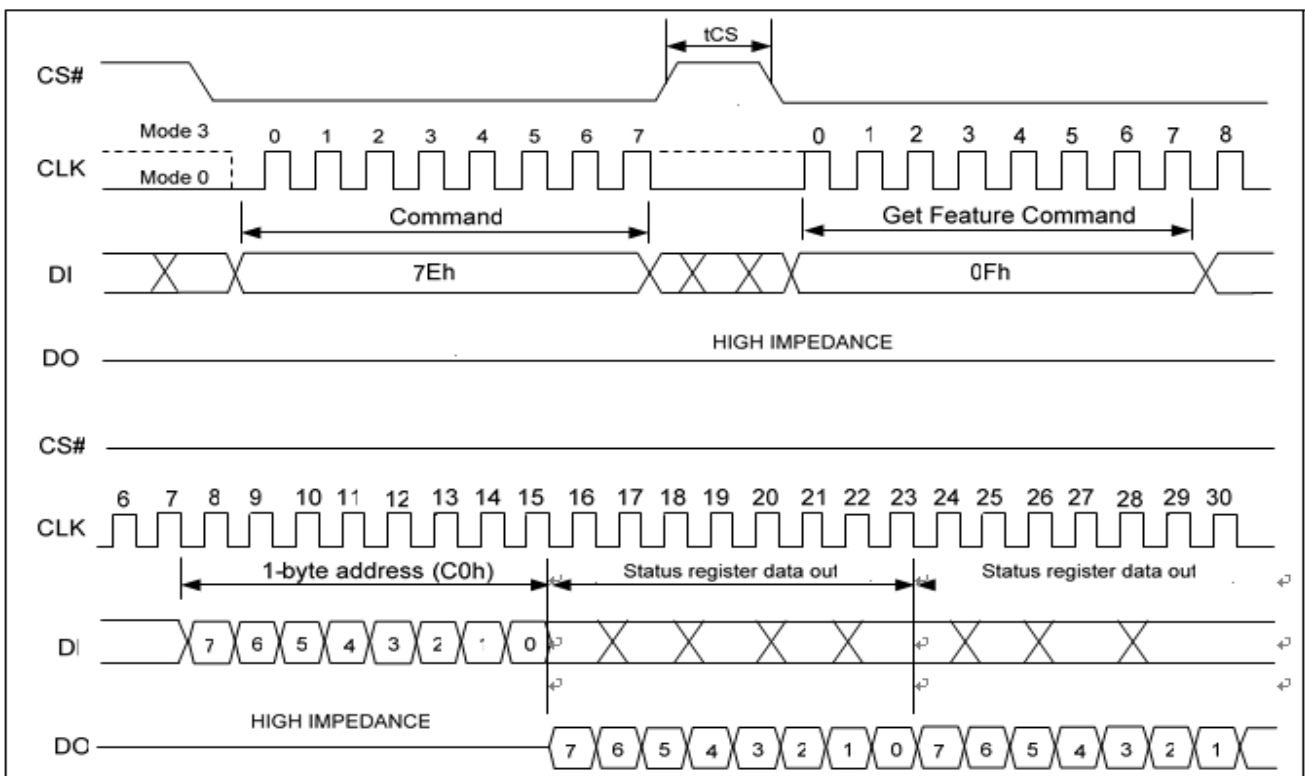 tCS
CS#
Mode 3
0 1 2 3 4 5 6 7 0 1 2 3 4 5 6 7 8
CLK
Mode 0
Command Get Feature Command
DI 7Eh 0Fh
HIGH IMPEDANCE
DO
CS#
6 7 8 9 10 11 12 13 14 15 16 17 18 19 20 21 22 23 24 25 26 27 28 29 30
CLK
1-byte address (C0h) Status register data out Status register data out
DI 7 6 5 4 3 2 1 0
HIGH IMPEDANCE
DO 7 6 5 4 3 2 1 0 7 6 5 4 3 2 1